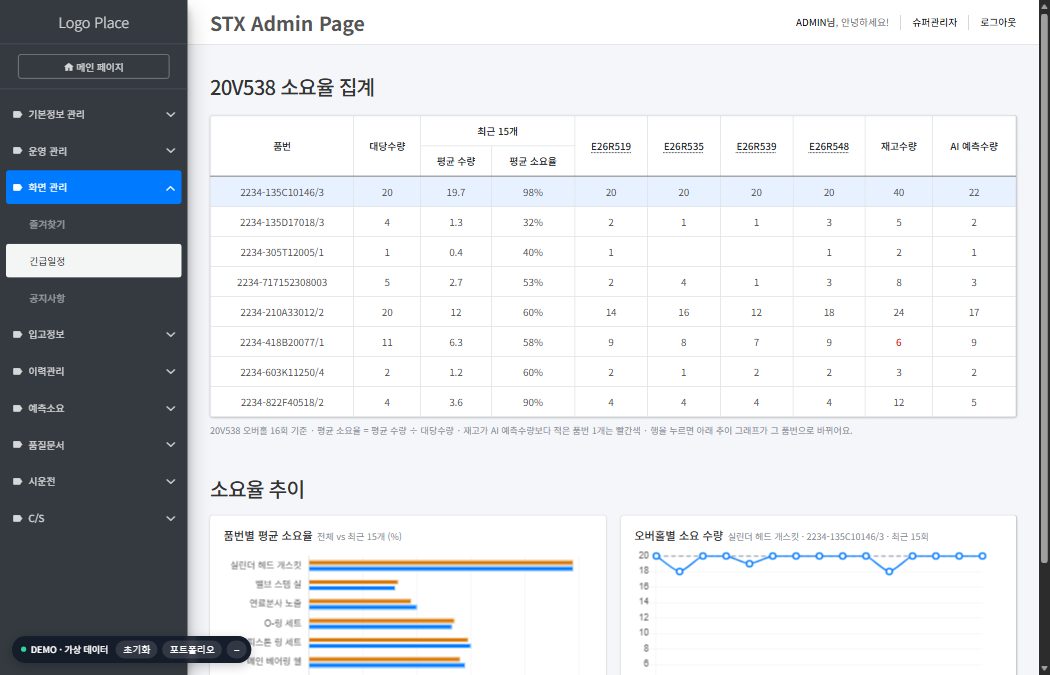 Logo Place
STX Admin Page
ADMIN님, 안녕하세요! 슈퍼관리자 로그아웃
메인 페이지
기본정보 관리
운영 관리
화면 관리
즐겨찾기
긴급일정
공지사항
입고정보
이력관리
예측소요
품질문서
시운전
C/S
20V538 소요율 집계
품번 대당수량 최근 15개 E26R519 E26R535 E26R539 E26R548 재고수량 AI 예측수량
평균 수량 평균 소요율
2234-135C10146/3 20 19.7 98% 20 20 20 20 40 22
2234-135D17018/3 4 1.3 32% 2 1 1 3 5 2
2234-305T12005/1 1 0.4 40% 1 1 2 1
2234-717152308003 5 2.7 53% 2 4 1 3 8 3
2234-210A33012/2 20 12 60% 14 16 12 18 24 17
2234-418B20077/1 11 6.3 58% 9 8 7 9 6 9
2234-603K11250/4 2 1.2 60% 2 1 2 2 3 2
2234-822F40518/2 4 3.6 90% 4 4 4 4 12 5
20V538 오버홀 16회 기준 · 평균 소요율 = 평균 수량 ÷ 대당수량 · 재고가 AI 예측수량보다 적은 품번 1개는 빨간색 · 행을 누르면 아래 추이 그래프가 그 품번으로 바뀌어요.
소요율 추이
품번별 평균 소요율 전체 vs 최근 15개 (%)
실린더 헤드 개스킷
밸브 스템 실
연료분사 노즐
O-링 세트
피스톤 링 세트
메인 베어링 쉘
오버홀별 소요 수량 실린더 헤드 개스킷 · 2234-135C10146/3 · 최근 15회
20
18
16
14
12
10
8
6
DEMO · 가상 데이터 초기화 포트폴리오 –